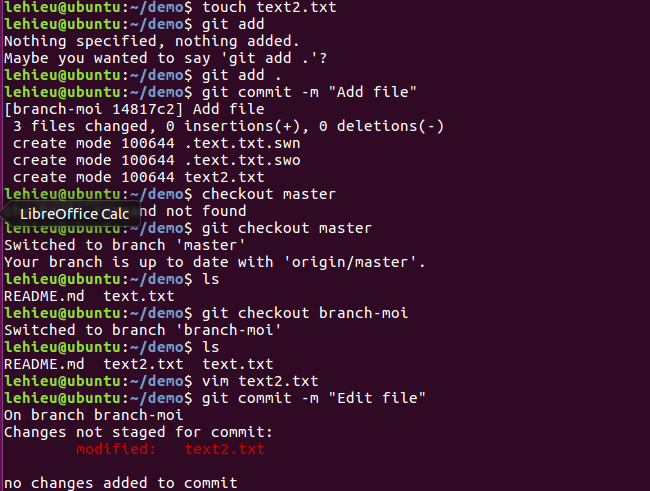 lehieu@ubuntu:~/demo$ touch text2.txt
lehieu@ubuntu:~/demo$ git add
Nothing specified, nothing added.
Maybe you wanted to say 'git add .'?
lehieu@ubuntu:~/demo$ git add .
lehieu@ubuntu:~/demo$ git commit -m "Add file"
[branch-moi 14817c2] Add file
 3 files changed, 0 insertions(+), 0 deletions(-)
 create mode 100644 .text.txt.swn
 create mode 100644 .text.txt.swo
 create mode 100644 text2.txt
lehieu@ubuntu:~/demo$ checkout master
LibreOffice Calc
not found
lehieu@ubuntu:~/demo$ git checkout master
Switched to branch 'master'
Your branch is up to date with 'origin/master'.
lehieu@ubuntu:~/demo$ ls
README.md  text.txt
lehieu@ubuntu:~/demo$ git checkout branch-moi
Switched to branch 'branch-moi'
lehieu@ubuntu:~/demo$ ls
README.md  text2.txt  text.txt
lehieu@ubuntu:~/demo$ vim text2.txt
lehieu@ubuntu:~/demo$ git commit -m "Edit file"
On branch branch-moi
Changes not staged for commit:
        modified:   text2.txt

no changes added to commit